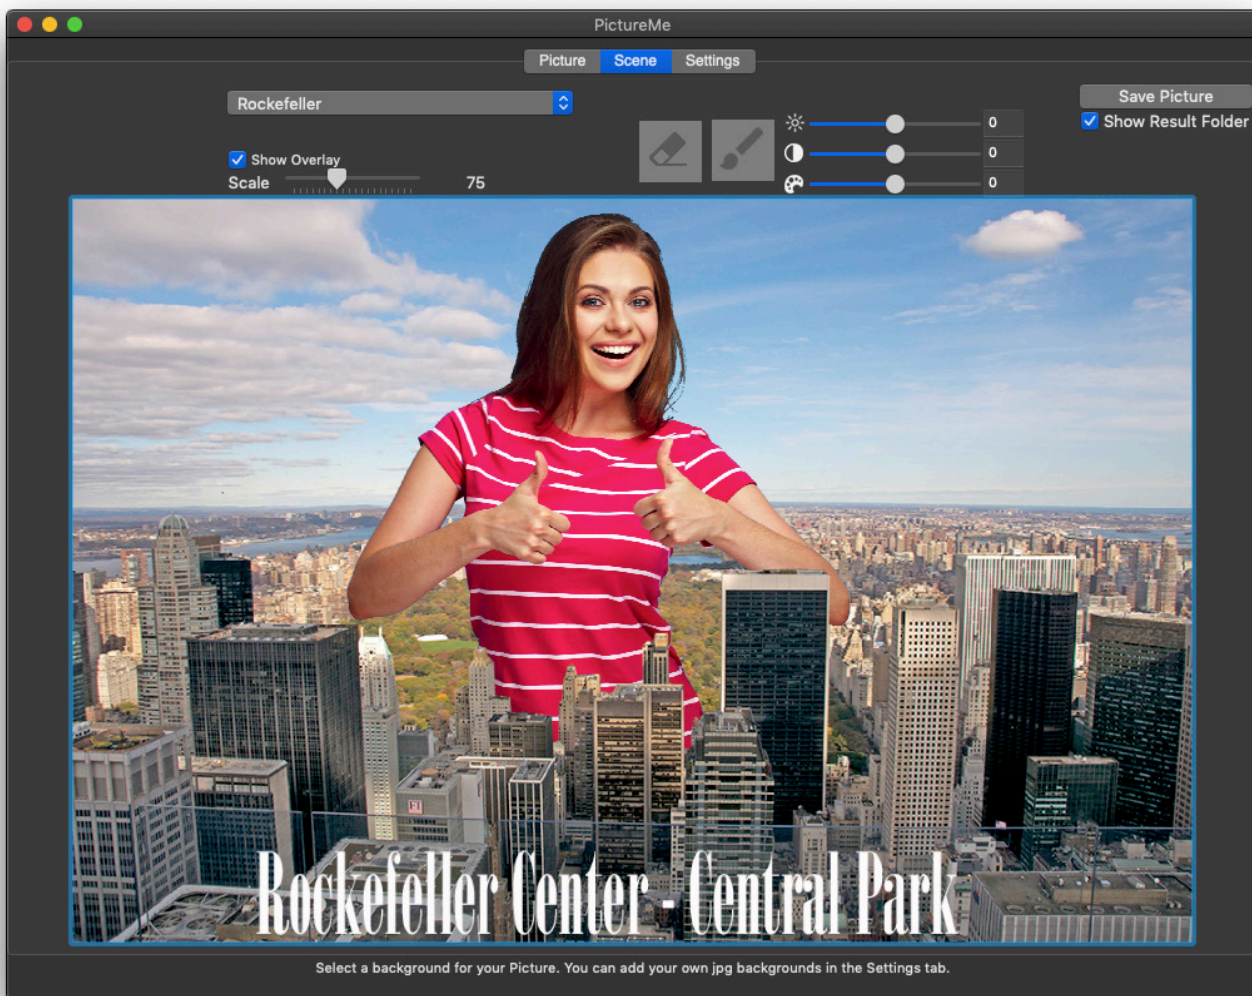 PictureMe
Picture Scene Settings
Rockefeller
Save Picture
Show Result Folder
0
0
0
Show Overlay
Scale 75
Rockefeller Center - Central Park
Select a background for your Picture. You can add your own jpg backgrounds in the Settings tab.